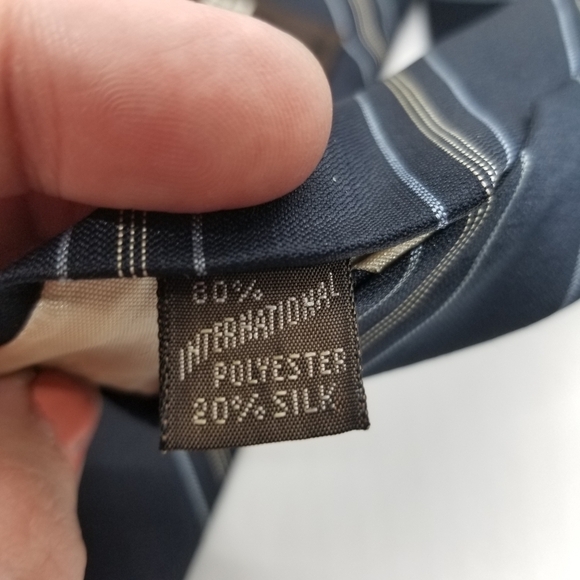 80%
INTERNATIONAL
POLYESTER
20% SILK